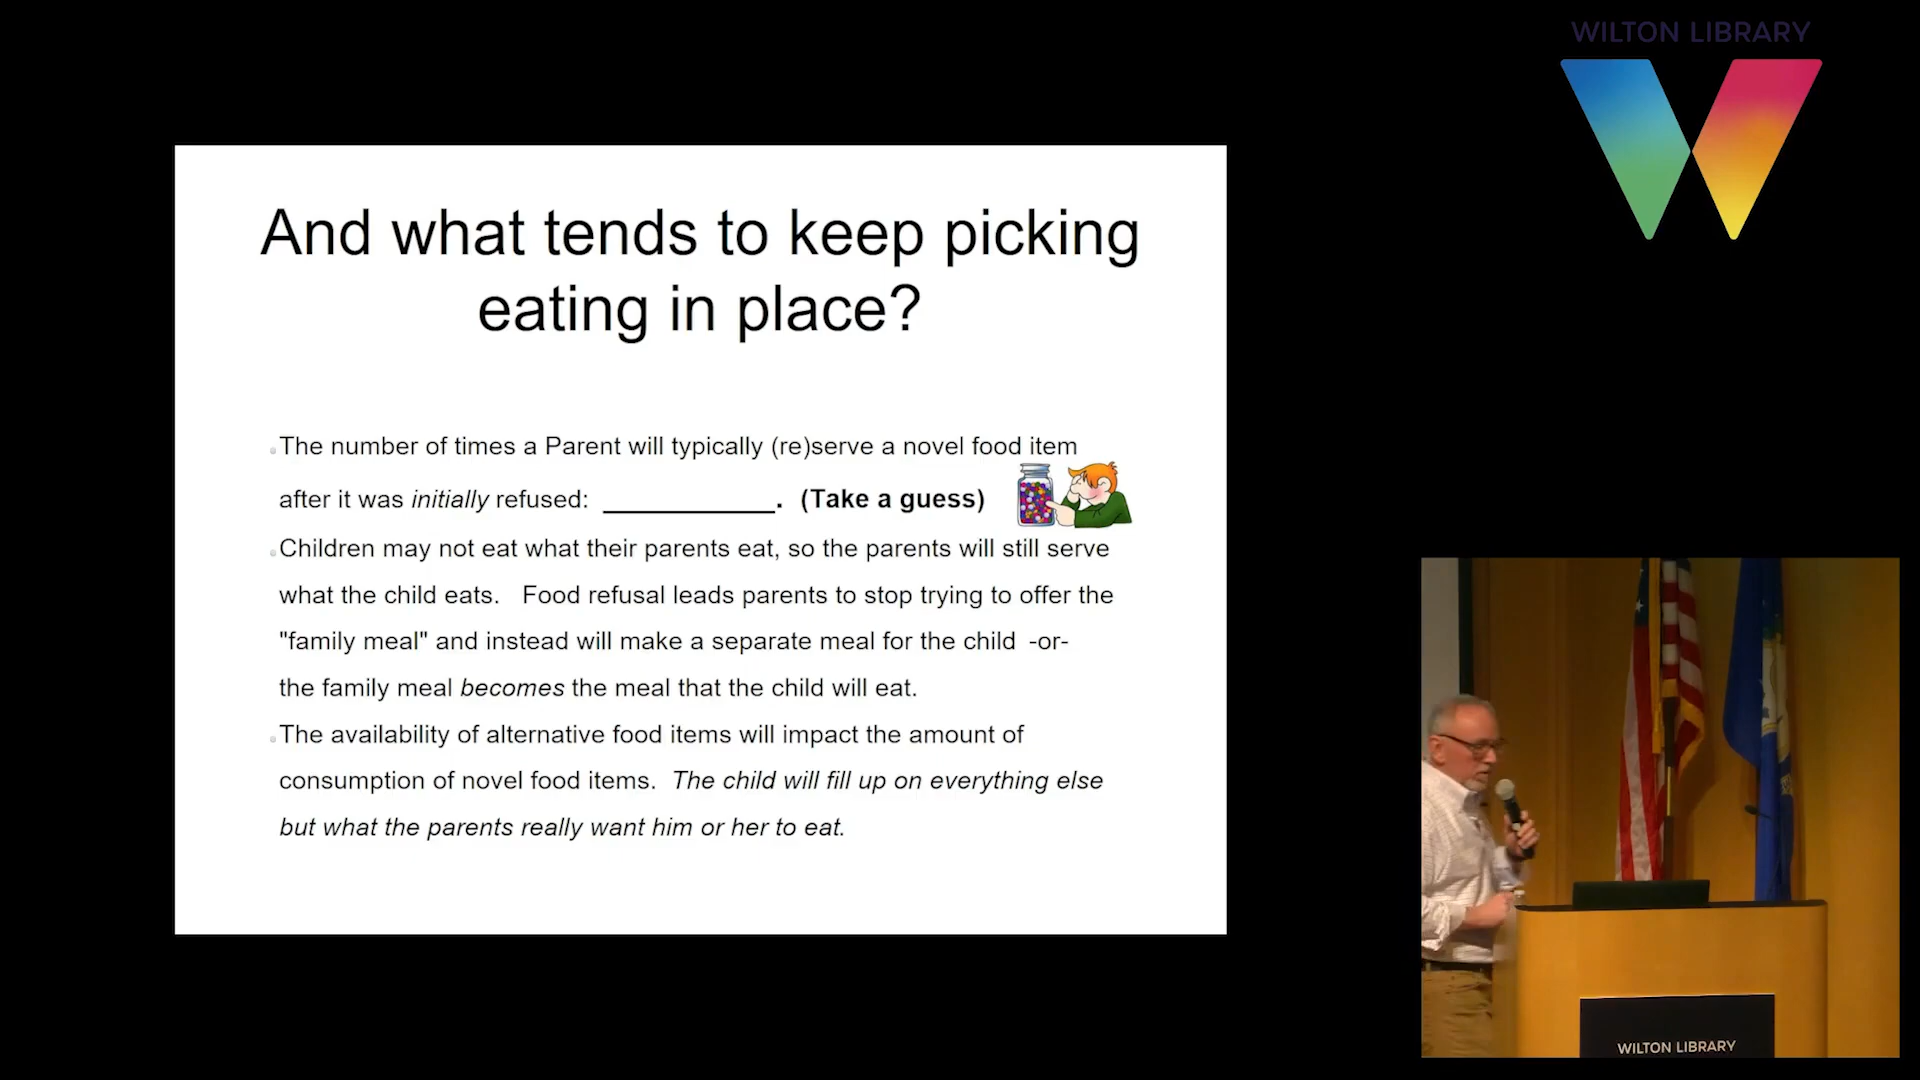 WILTON LIBRARY
And what tends to keep picking
eating in place?
The number of times a Parent will typically (re)serve a novel food item
after it was initially refused: ____________. (Take a guess)
Children may not eat what their parents eat, so the parents will still serve
what the child eats. Food refusal leads parents to stop trying to offer the
"family meal" and instead will make a separate meal for the child -or-
the family meal becomes the meal that the child will eat.
The availability of alternative food items will impact the amount of
consumption of novel food items. The child will fill up on everything else
but what the parents really want him or her to eat.
WILTON LIBRARY